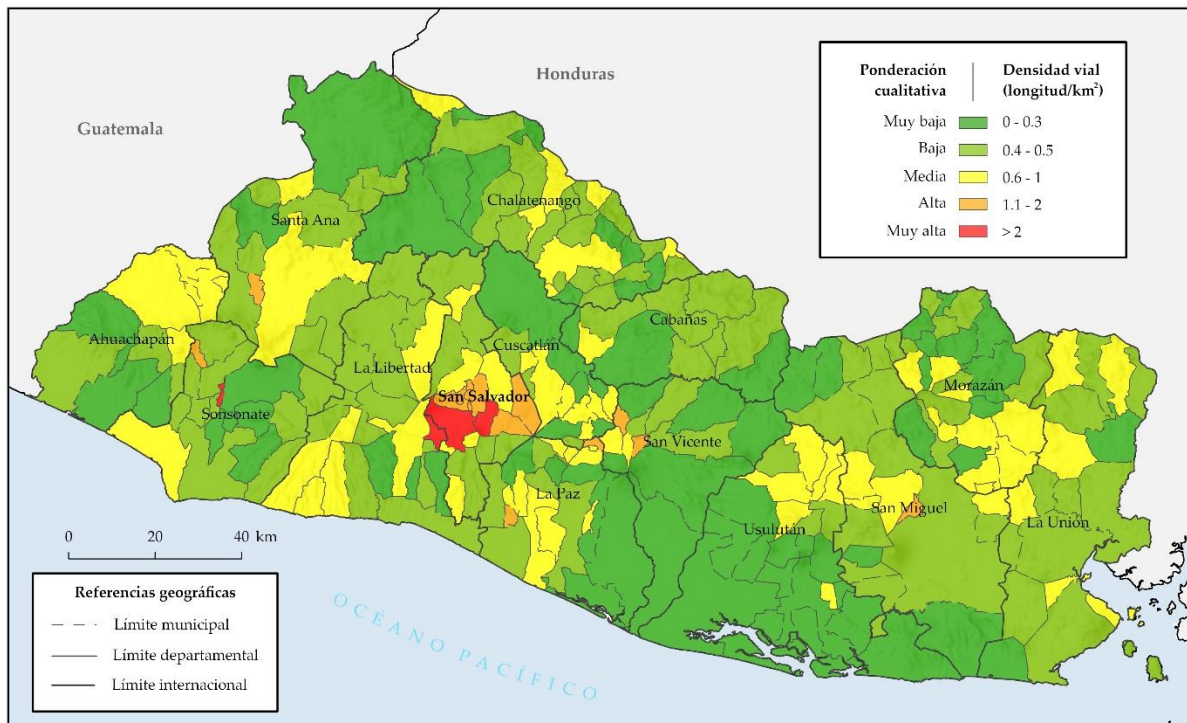 Honduras
Guatemala
Ponderación cualitativa
Densidad vial (longitud/km²)
Muy baja 0 - 0.3
Baja 0.4 - 0.5
Media 0.6 - 1
Alta 1.1 - 2
Muy alta > 2
Chalatenango
Santa Ana
Cabañas
Ahuachapán
Cuscatlán
La Libertad
Morazán
San Salvador
Sonsonate
San Vicente
La Paz
San Miguel
La Unión
Usulután
0 20 40 km
OCÉANO PACÍFICO
Referencias geográficas
Límite municipal
Límite departamental
Límite internacional